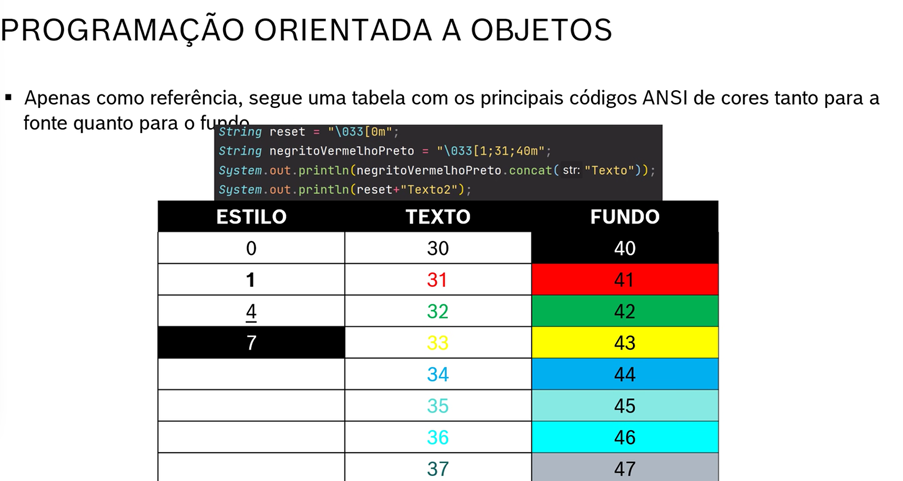 PROGRAMAÇÃO ORIENTADA A OBJETOS
▪ Apenas como referência, segue uma tabela com os principais códigos ANSI de cores tanto para a
fonte quanto para o fundo
String reset = "\033[0m";
String negritoVermelhoPreto = "\033[1;31;40m";
System.out.println(negritoVermelhoPreto.concat( str: "Texto"));
System.out.println(reset+"Texto2");
ESTILO TEXTO FUNDO
0 30 40
1 31 41
4 32 42
7 33 43
34 44
35 45
36 46
37 47